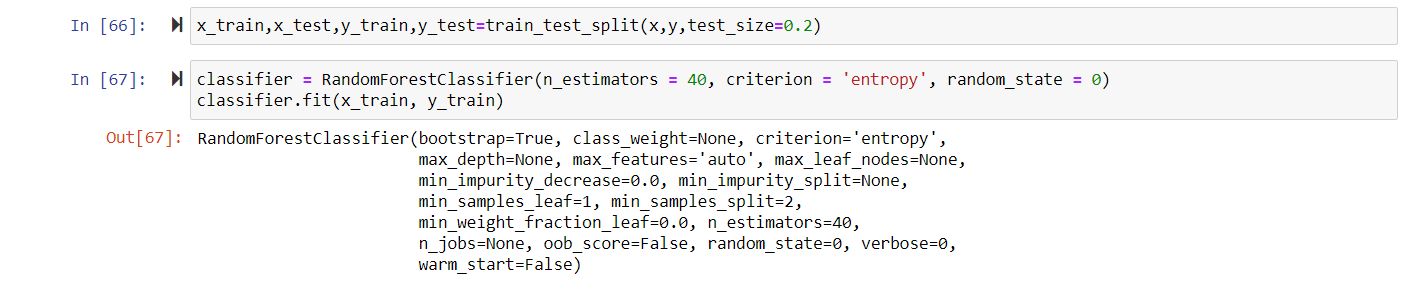 In [66]: x_train,x_test,y_train,y_test=train_test_split(x,y,test_size=0.2)
In [67]: classifier = RandomForestClassifier(n_estimators = 40, criterion = 'entropy', random_state = 0)
classifier.fit(x_train, y_train)
Out[67]: RandomForestClassifier(bootstrap=True, class_weight=None, criterion='entropy',
max_depth=None, max_features='auto', max_leaf_nodes=None,
min_impurity_decrease=0.0, min_impurity_split=None,
min_samples_leaf=1, min_samples_split=2,
min_weight_fraction_leaf=0.0, n_estimators=40,
n_jobs=None, oob_score=False, random_state=0, verbose=0,
warm_start=False)